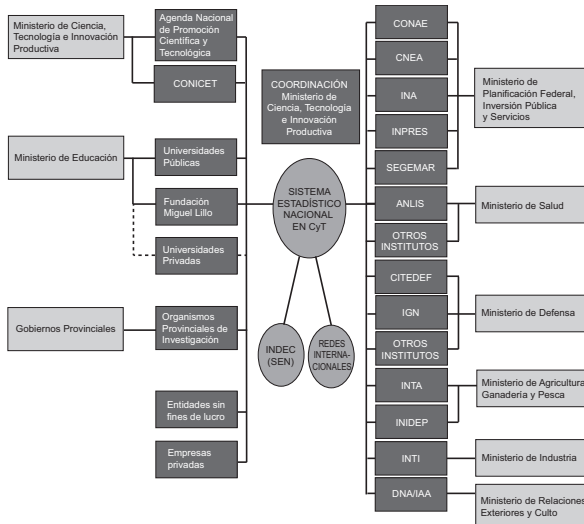 Ministerio de Ciencia,
Tecnología e Innovación
Productiva
Agenda Nacional
de Promoción
Científica y
Tecnológica
CONICET
Ministerio de Educación
Universidades
Públicas
Fundación
Miguel Lillo
Universidades
Privadas
Gobiernos Provinciales
Organismos
Provinciales de
Investigación
Entidades sin
fines de lucro
Empresas
privadas
COORDINACIÓN
Ministerio de
Ciencia, Tecnología
e Innovación
Productiva
SISTEMA
ESTADÍSTICO
NACIONAL
EN CyT
INDEC
(SEN)
REDES
INTERNA-
CIONALES
CONAE
CNEA
INA
INPRES
SEGEMAR
ANLIS
OTROS
INSTITUTOS
CITEDEF
IGN
OTROS
INSTITUTOS
INTA
INIDEP
INTI
DNA/IAA
Ministerio de
Planificación Federal,
Inversión Pública
y Servicios
Ministerio de Salud
Ministerio de Defensa
Ministerio de Agricultura,
Ganadería y Pesca
Ministerio de Industria
Ministerio de Relaciones
Exteriores y Culto